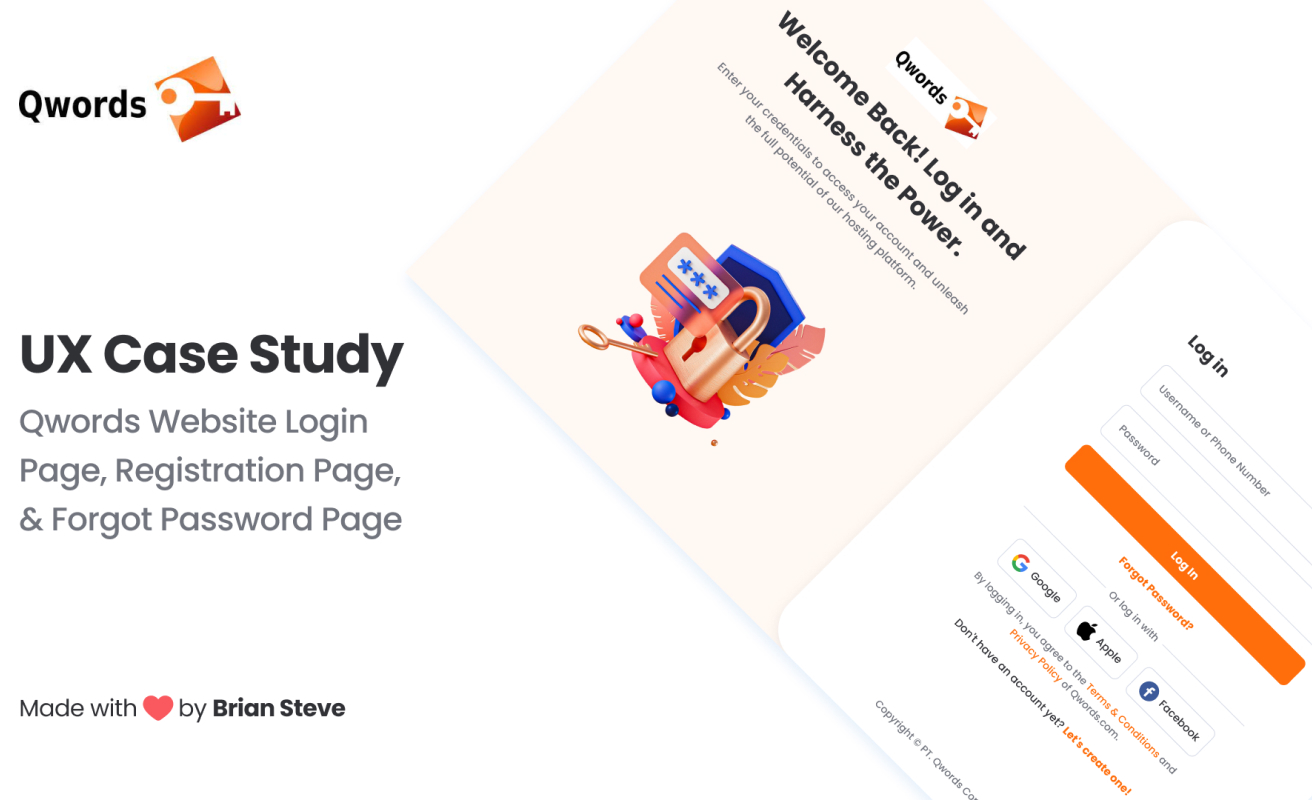 Qwords
UX Case Study
Qwords Website Login
Page, Registration Page,
& Forgot Password Page
Made with by Brian Steve
Qwords
Welcome Back! Log in and
Harness the Power.
Enter your credentials to access your account and unleash
the full potential of our hosting platform.
***
Log in
Username or Phone Number
Password
Log in
Forgot Password?
Or log in with
Google
Apple
Facebook
By logging in, you agree to the Terms & Conditions and
Privacy Policy of Qwords.com.
Don't have an account yet? Let's create one!
Copyright © PT. Qwords